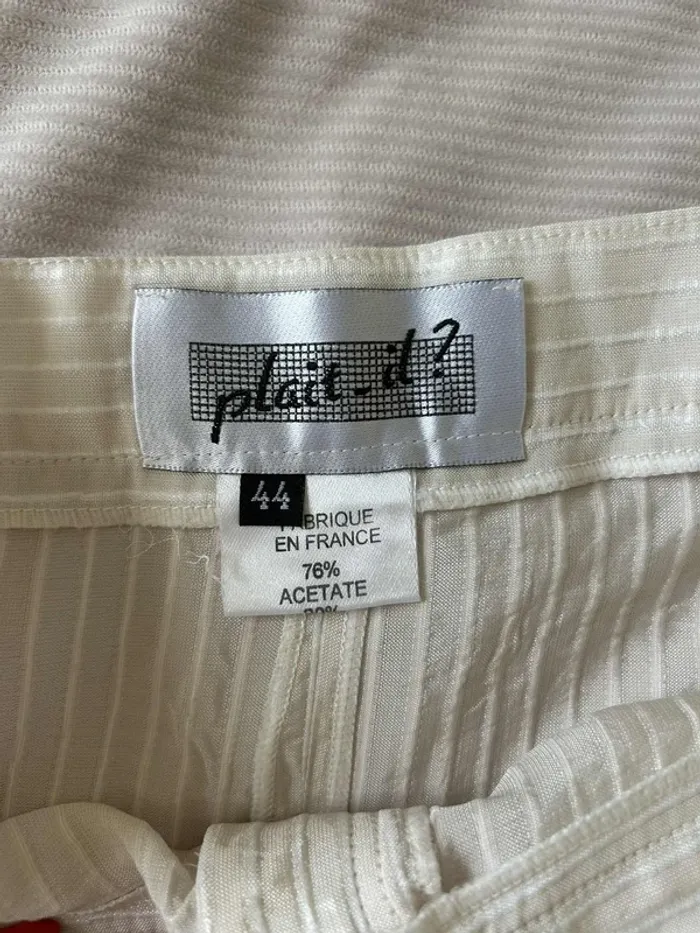 plait-il?
44
FABRIQUE
EN FRANCE
76%
ACETATE